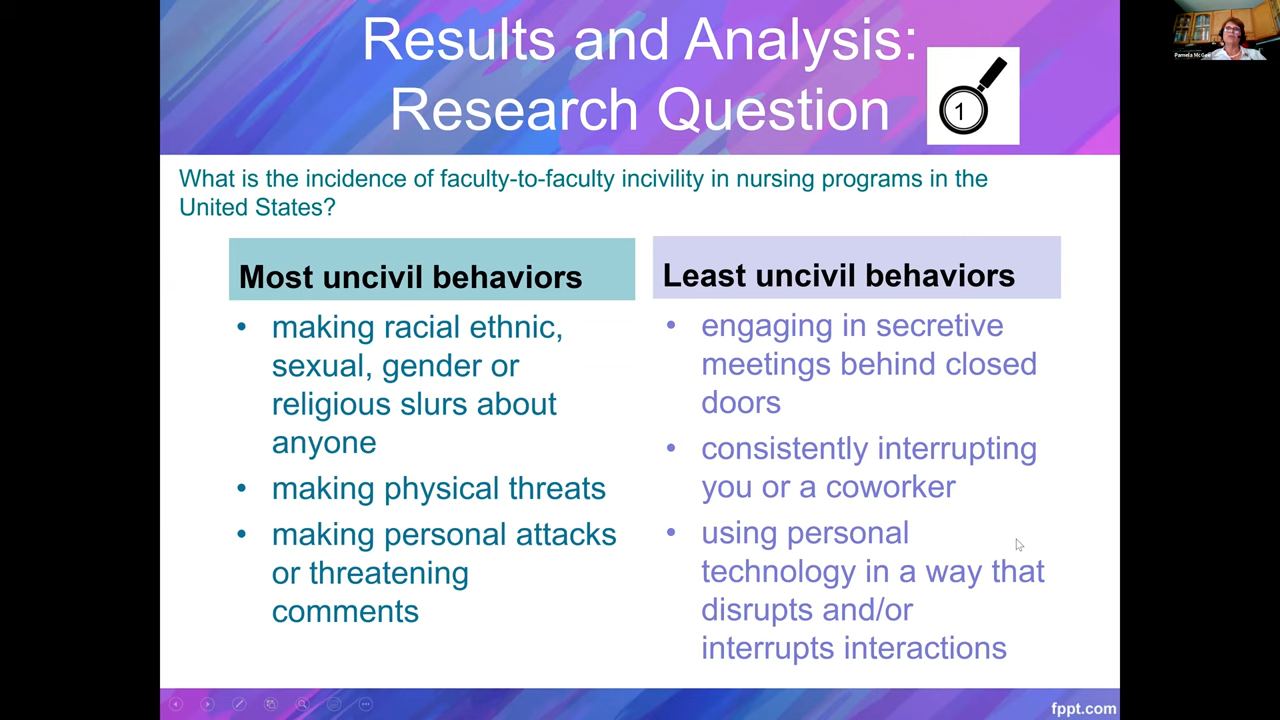 Results and Analysis:
Research Question
1
What is the incidence of faculty-to-faculty incivility in nursing programs in the
United States?
Most uncivil behaviors
• making racial ethnic,
sexual, gender or
religious slurs about
anyone
• making physical threats
• making personal attacks
or threatening
comments
Least uncivil behaviors
• engaging in secretive
meetings behind closed
doors
• consistently interrupting
you or a coworker
• using personal
technology in a way that
disrupts and/or
interrupts interactions
fppt.com
Pamela